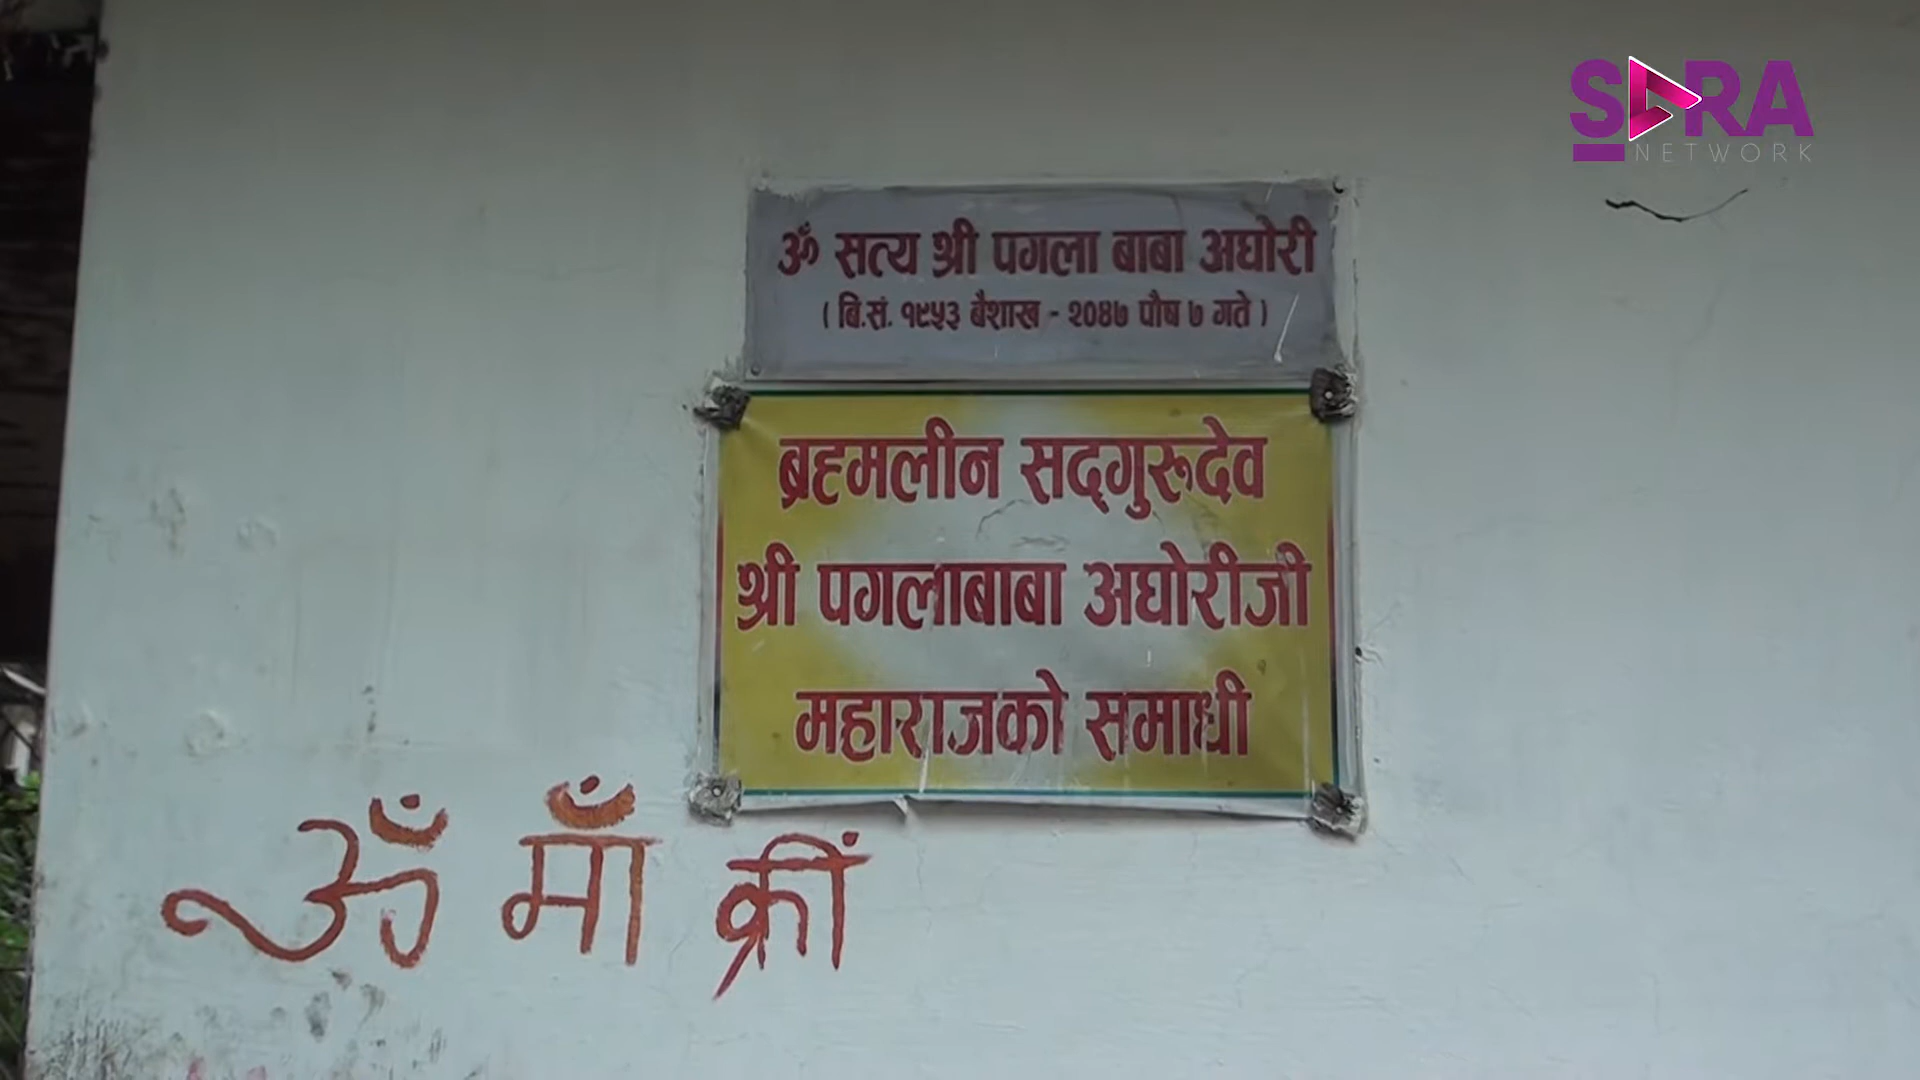 SARA
NETWORK
ॐ सत्य श्री पगला बाबा अघोरी
( बि.सं. १९५३ बैशाख - २०४७ पौष ७ गते )
ब्रह्मलीन सद्‌गुरुदेव
श्री पगलाबाबा अघोरीजी
महाराजको समाधी
ॐ माँ क्रीं